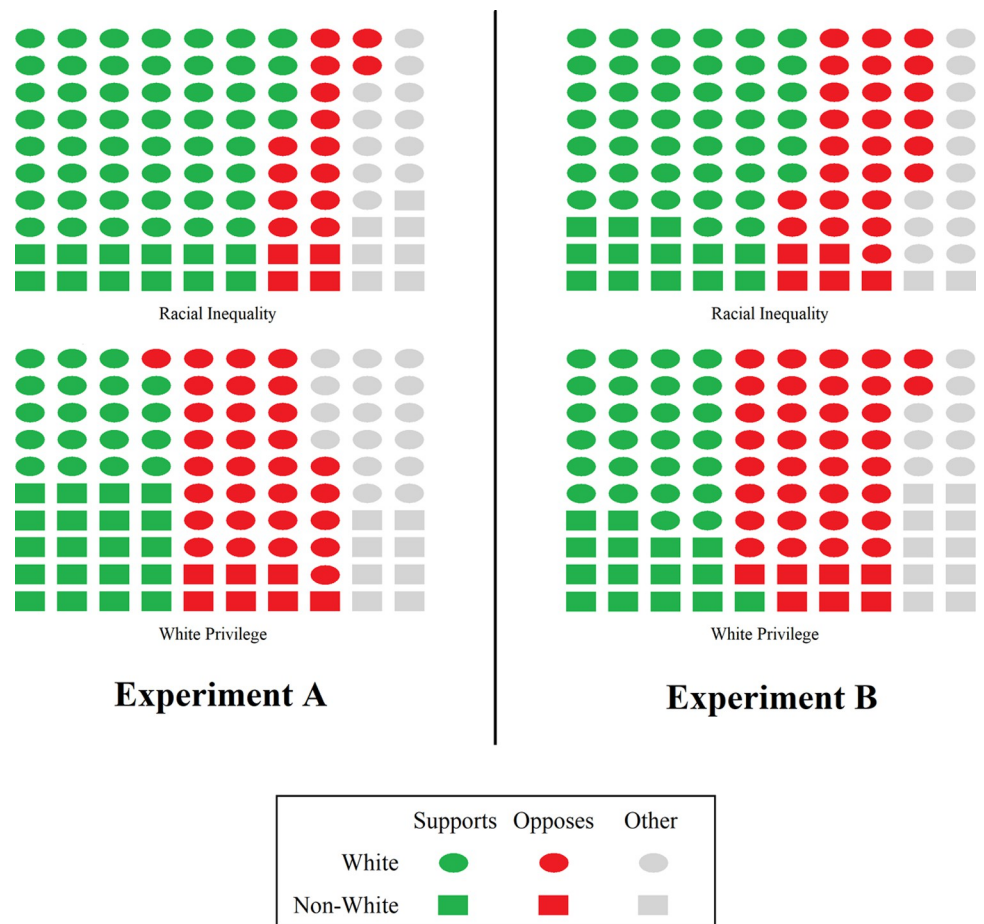 Racial Inequality
Racial Inequality
White Privilege
White Privilege
Experiment A
Experiment B
Supports Opposes Other
White
Non-White